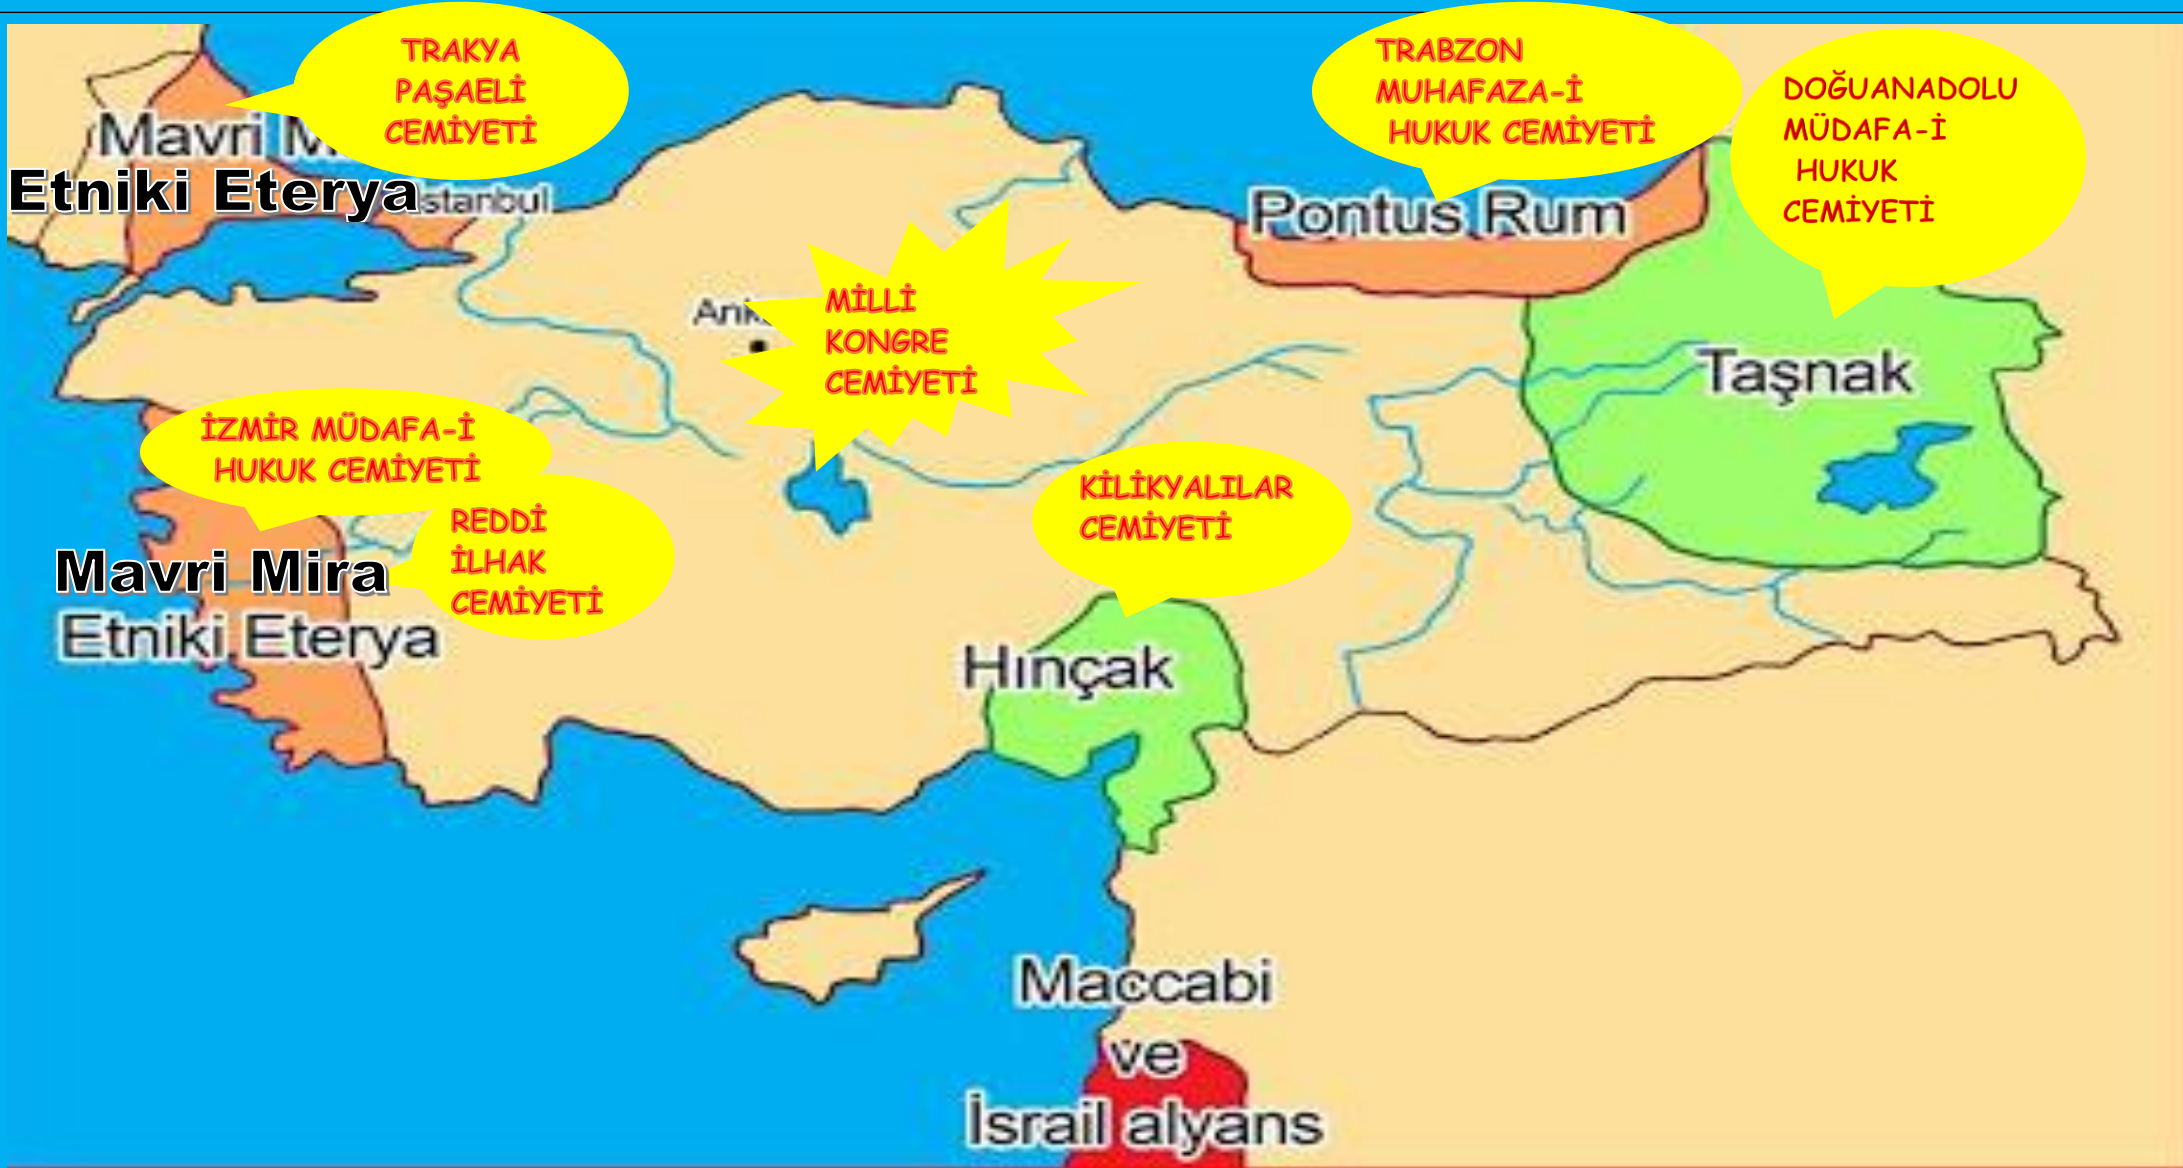 TRAKYA
PAŞAELİ
CEMİYETİ
TRABZON
MUHAFAZA-İ
HUKUK CEMİYETİ
DOĞUANADOLU
MÜDAFA-İ
HUKUK
CEMİYETİ
Mavri
Etniki Eterya
Pontus Rum
MİLLİ
KONGRE
CEMİYETİ
Taşnak
İZMİR MÜDAFA-İ
HUKUK CEMİYETİ
REDDİ
İLHAK
CEMİYETİ
KİLİKYALILAR
CEMİYETİ
Mavri Mira
Etniki Eterya
Hınçak
Maccabi
ve
İsrail alyans